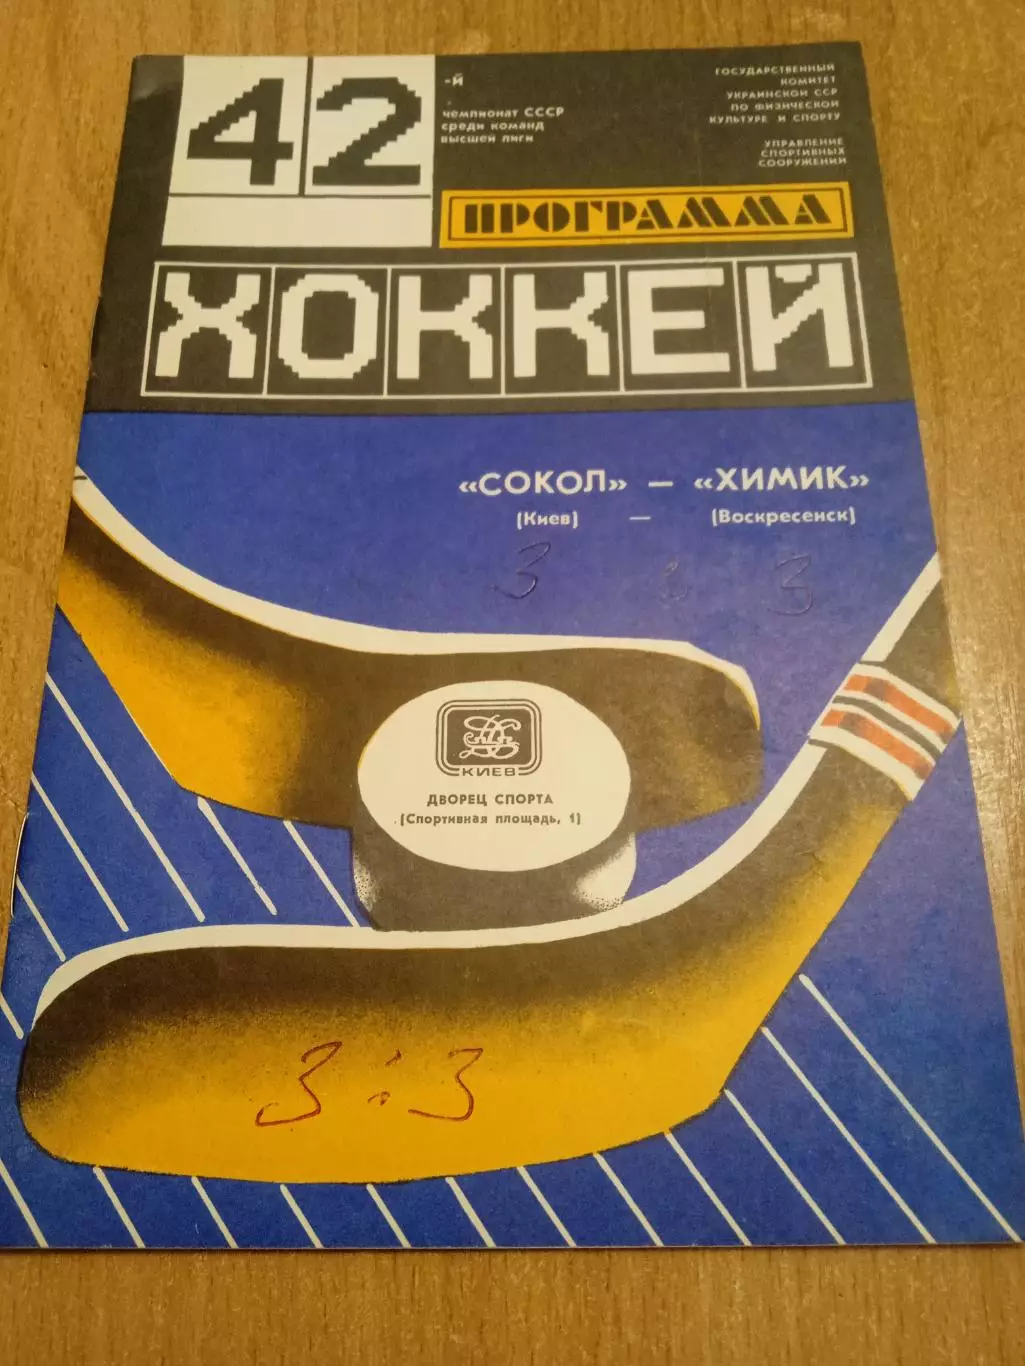 42
-й
чемпионат СССР
среди команд
высшей лиги
ГОСУДАРСТВЕННЫЙ
КОМИТЕТ
УКРАИНСКОЙ ССР
ПО ФИЗИЧЕСКОЙ
КУЛЬТУРЕ И СПОРТУ
УПРАВЛЕНИЕ
СПОРТИВНЫХ
СООРУЖЕНИЙ
ПРОГРАММА
ХОККЕЙ
«СОКОЛ» — «ХИМИК»
(Киев) — (Воскресенск)
3 : 3
КИЕВ
ДВОРЕЦ СПОРТА
(Спортивная площадь, 1)
3:3